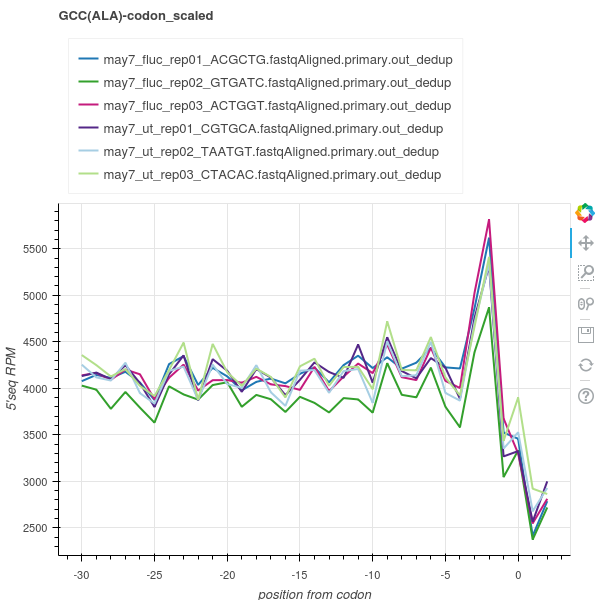 GCC(ALA)-codon_scaled
may7_fluc_rep01_ACGCTG.fastqAligned.primary.out_dedup
may7_fluc_rep02_GTGATC.fastqAligned.primary.out_dedup
may7_fluc_rep03_ACTGGT.fastqAligned.primary.out_dedup
may7_ut_rep01_CGTGCA.fastqAligned.primary.out_dedup
may7_ut_rep02_TAATGT.fastqAligned.primary.out_dedup
may7_ut_rep03_CTACAC.fastqAligned.primary.out_dedup
5'seq RPM
5500
5000
4500
4000
3500
3000
2500
-30 -25 -20 -15 -10 -5 0
position from codon